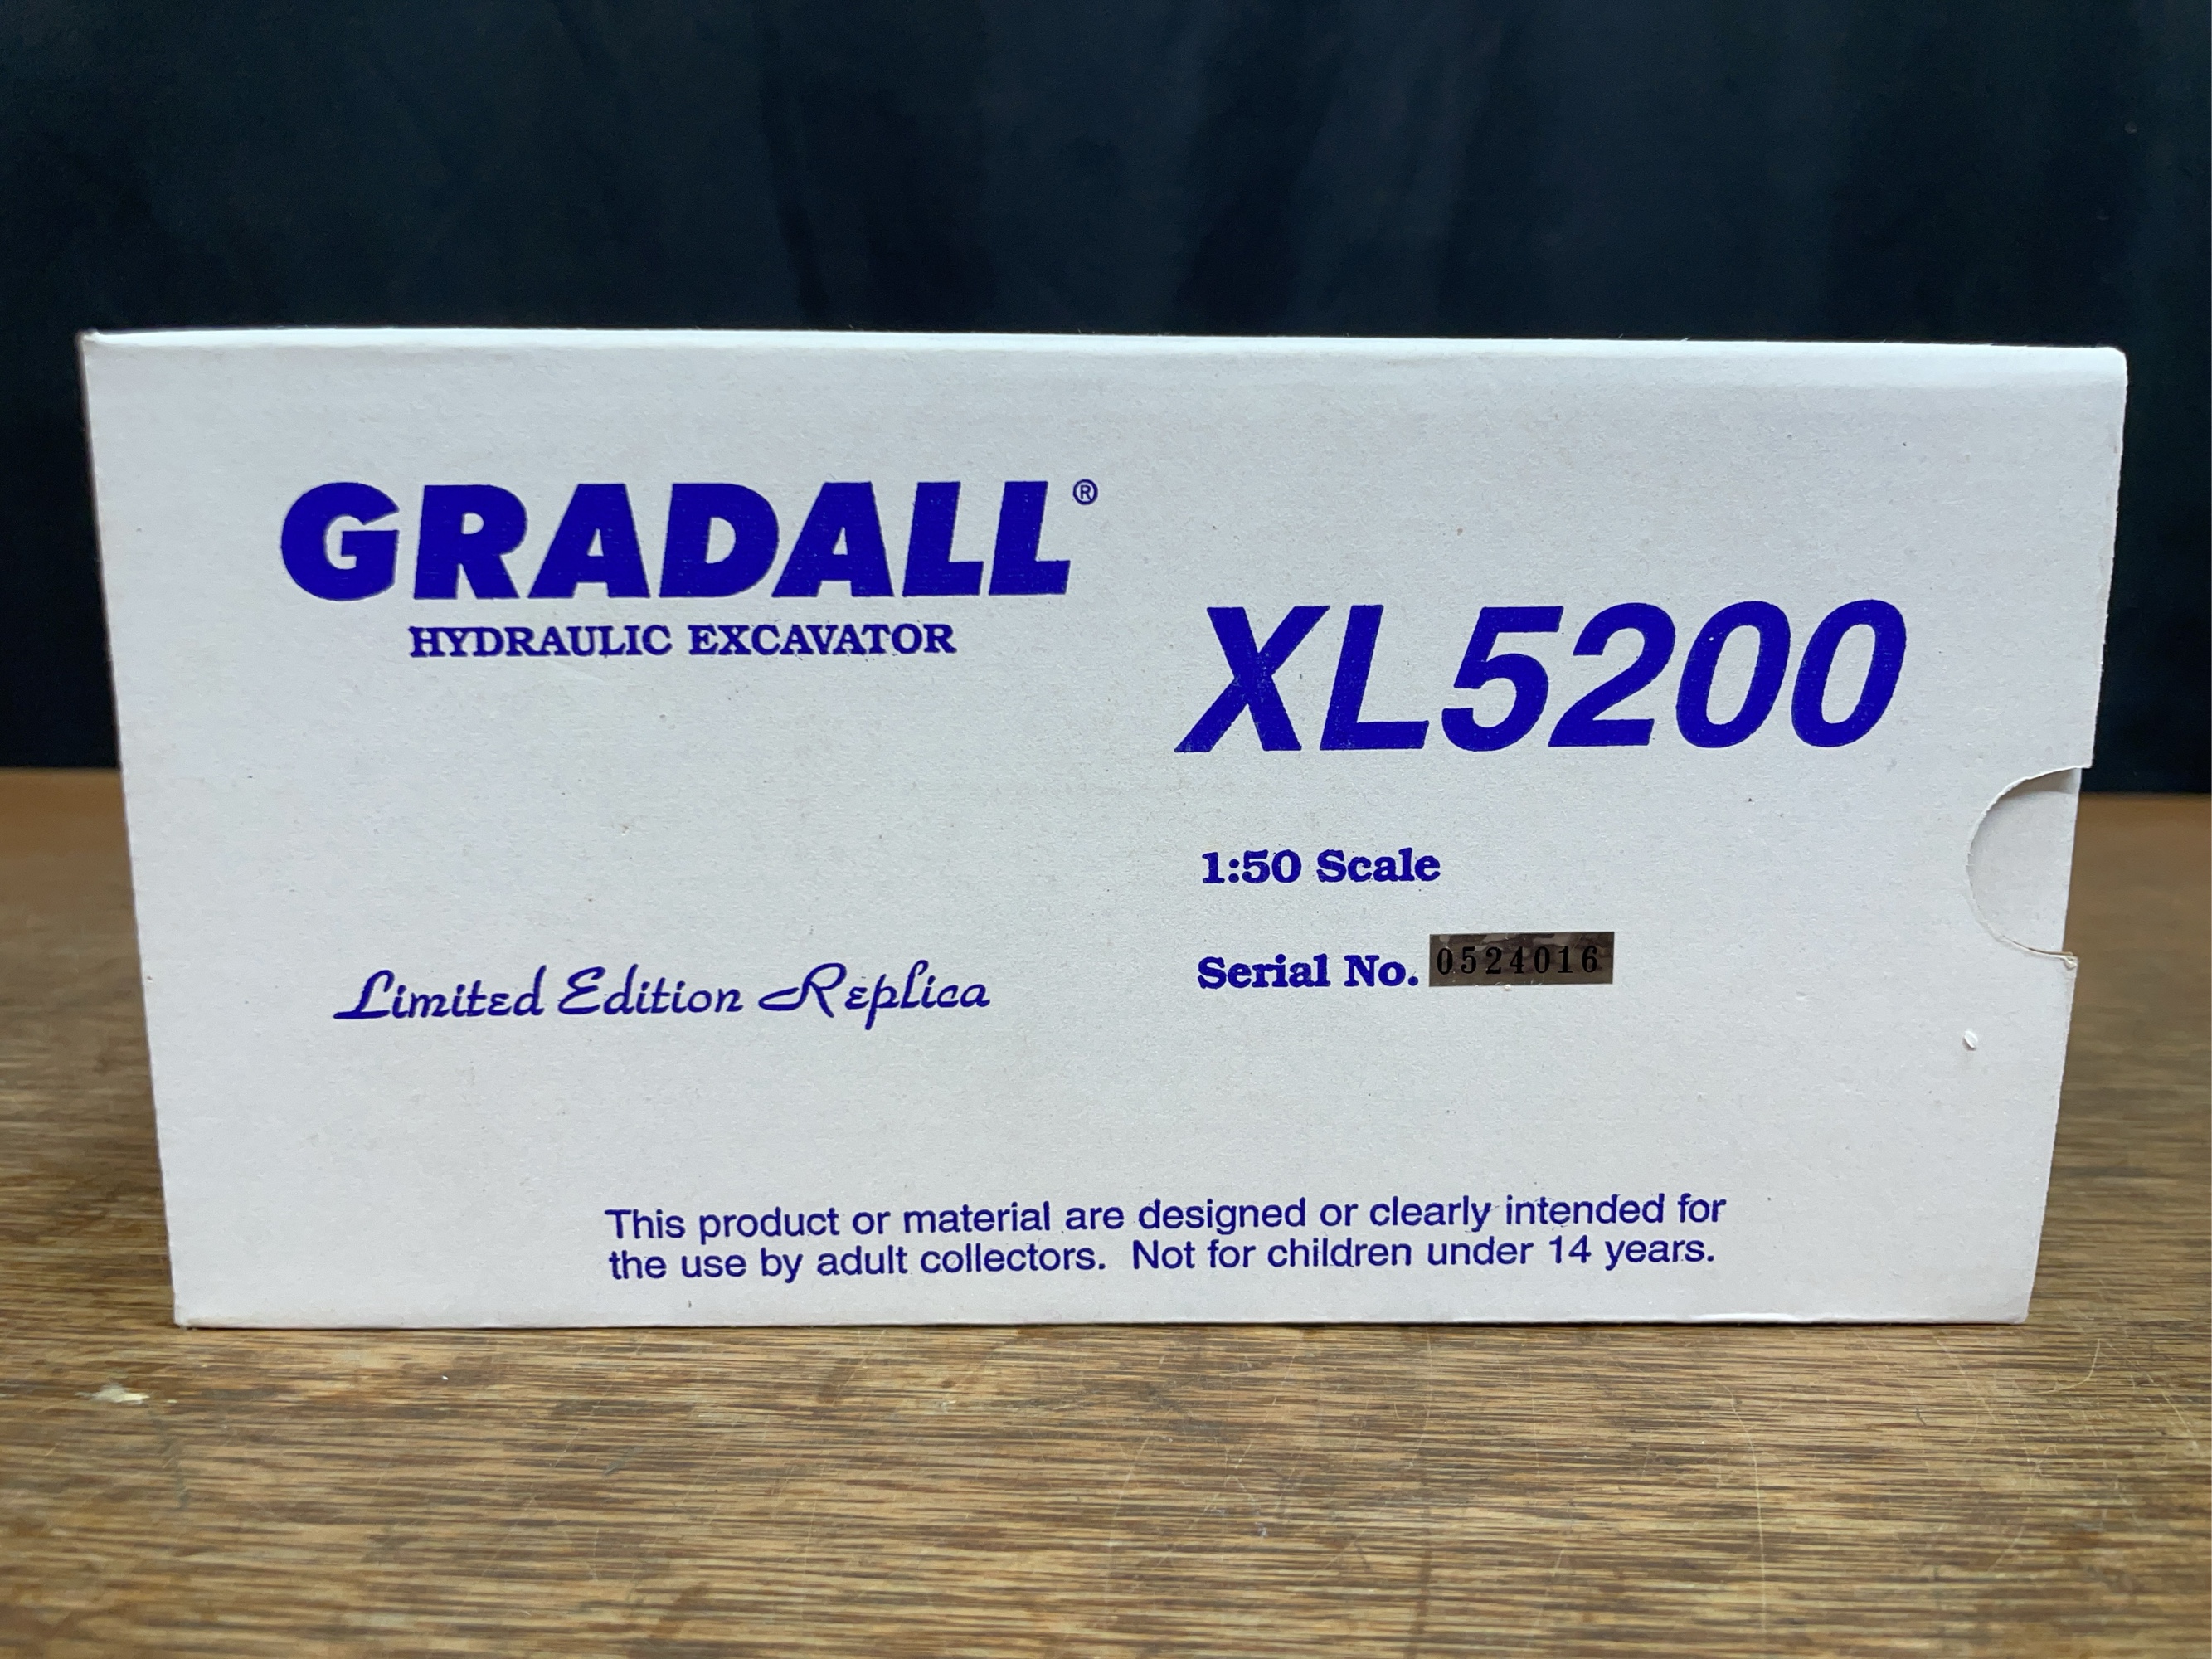 GRADALL®
HYDRAULIC EXCAVATOR
XL5200
1:50 Scale
Serial No. 0524016
Limited Edition Replica
This product or material are designed or clearly intended for
the use by adult collectors.  Not for children under 14 years.